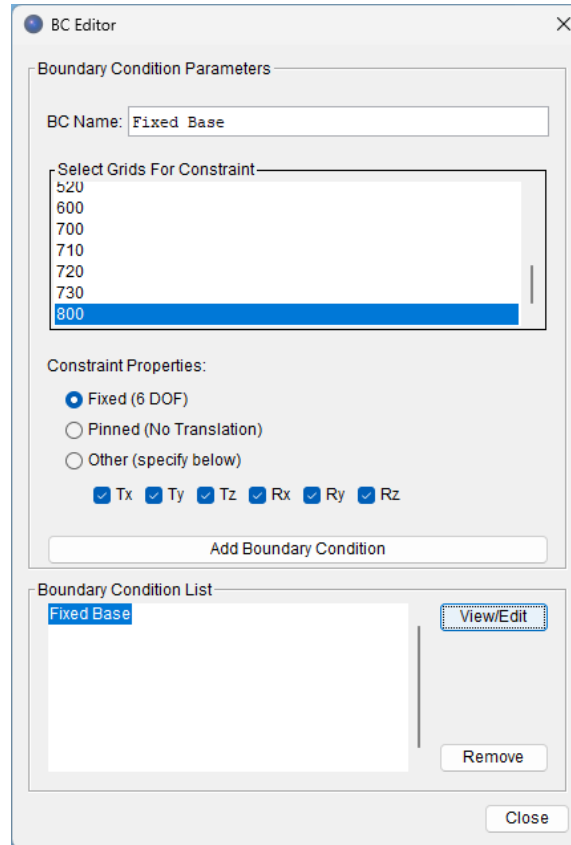 BC Editor
Boundary Condition Parameters
BC Name: Fixed Base
Select Grids For Constraint
520
600
700
710
720
730
800
Constraint Properties:
Fixed (6 DOF)
Pinned (No Translation)
Other (specify below)
Tx Ty Tz Rx Ry Rz
Add Boundary Condition
Boundary Condition List
Fixed Base View/Edit
Remove
Close